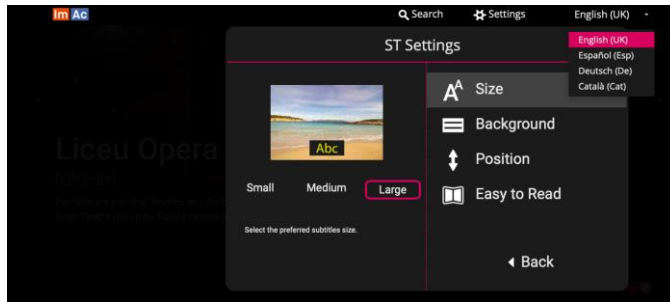 Im Ac
Search Settings English (UK)
English (UK)
Español (Esp)
Deutsch (De)
Català (Cat)
ST Settings
Abc
Small Medium Large
Select the preferred subtitles size.
AA Size
Background
Position
Easy to Read
Back
Liceu Opera